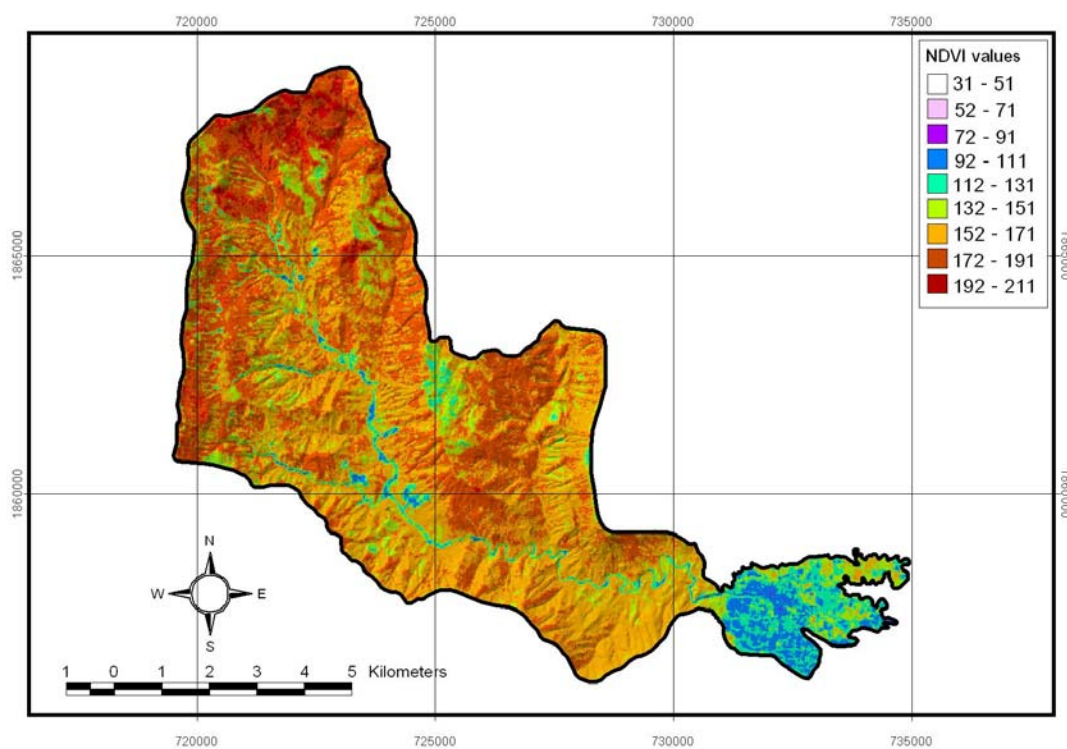 720000 725000 730000 735000
NDVI values
31 - 51
52 - 71
72 - 91
92 - 111
112 - 131
132 - 151
152 - 171
172 - 191
192 - 211
1865000 1865000
1860000 1860000
N
W E
S
1 0 1 2 3 4 5 Kilometers
720000 725000 730000 735000